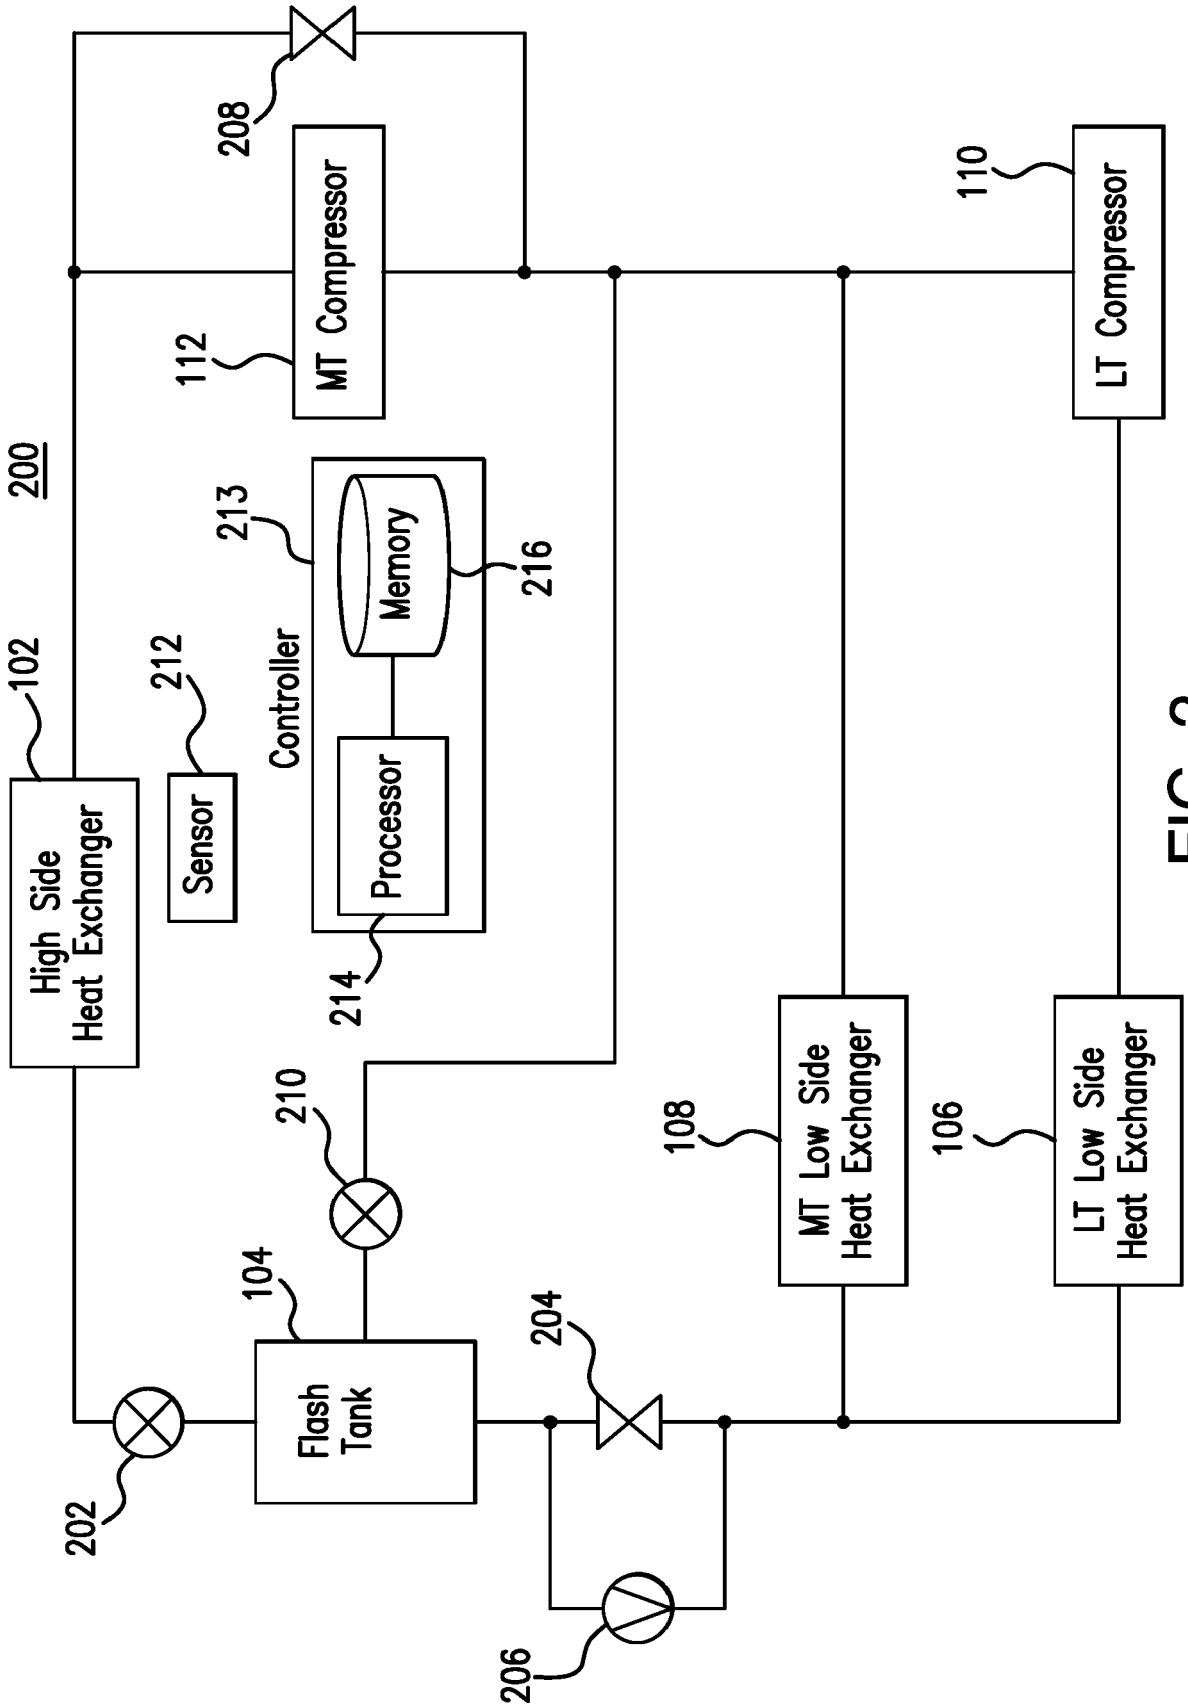 200
102
High Side
Heat Exchanger
202
212
Sensor
112
MT Compressor
208
213
Controller
104
Flash
Tank
210
214
Processor
Memory
216
206
204
108
MT Low Side
Heat Exchanger
106
LT Low Side
Heat Exchanger
110
LT Compressor